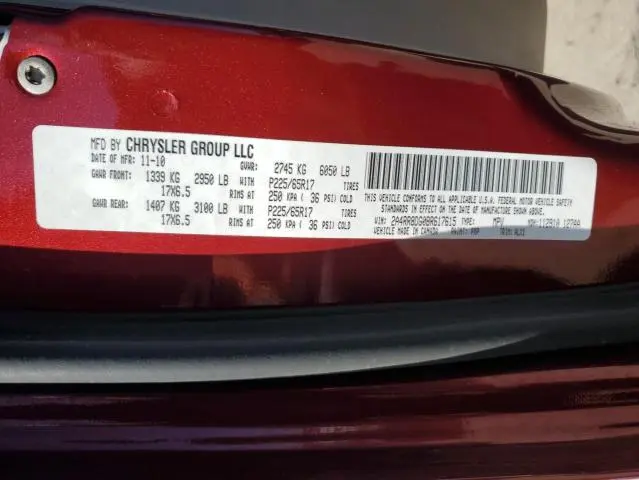 MFD BY CHRYSLER GROUP LLC
DATE OF MFR: 11-10 GVWR: 2745 KG 6050 LB
GAWR FRONT: 1339 KG 2950 LB WITH P225/65R17 TIRES
17X6.5 RIMS AT 250 KPA ( 36 PSI) COLD
GAWR REAR: 1407 KG 3100 LB WITH P225/65R17 TIRES
17X6.5 RIMS AT 250 KPA ( 36 PSI) COLD
THIS VEHICLE CONFORMS TO ALL APPLICABLE U.S.A. FEDERAL MOTOR VEHICLE SAFETY
STANDARDS IN EFFECT ON THE DATE OF MANUFACTURE SHOWN ABOVE.
VIN: TYPE: MPV MDH:
VEHICLE MADE IN CANADA PAINT: TRIM: